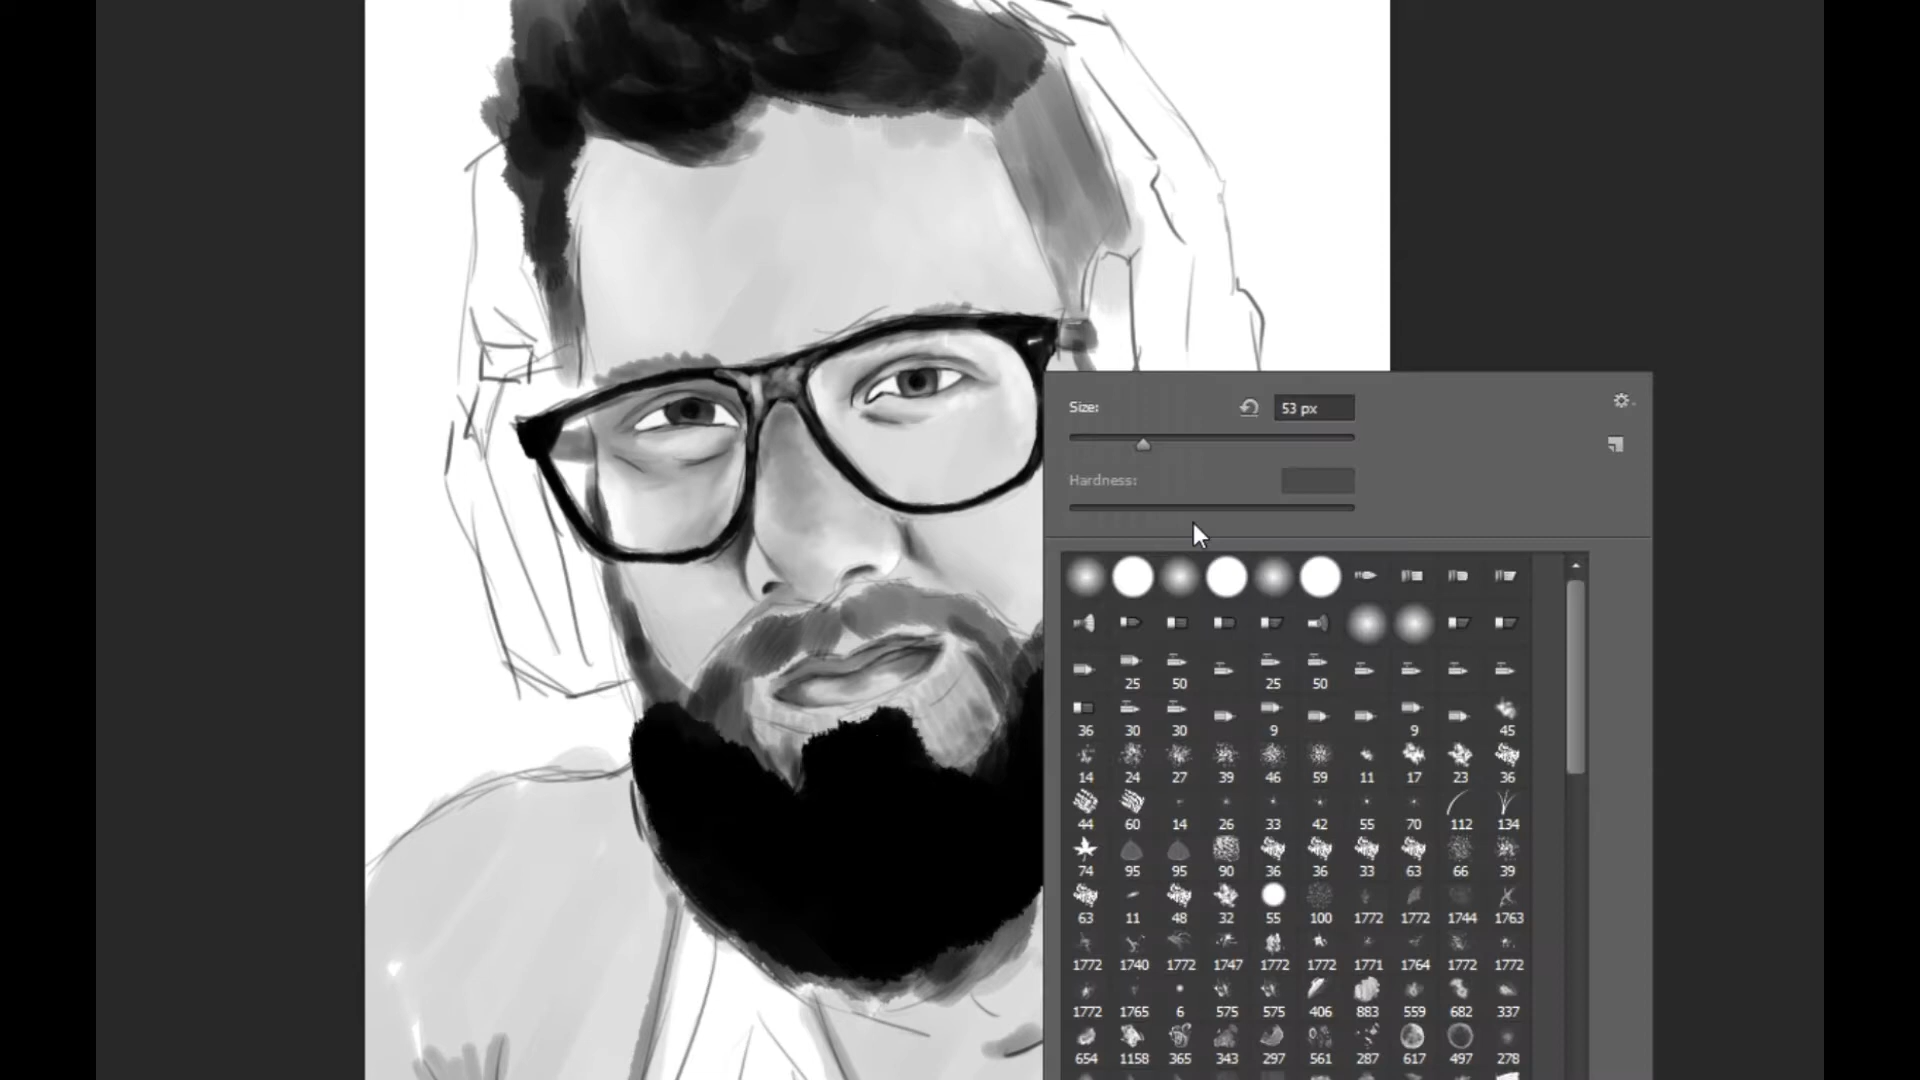 Size: 53 px
Hardness:
25 50 25 50
36 30 30 9 9 45
14 24 27 39 46 59 11 17 23 36
44 60 14 26 33 42 55 70 112 134
74 95 95 90 36 36 33 63 66 39
63 11 48 32 55 100 1772 1772 1744 1763
1772 1740 1772 1747 1772 1772 1771 1764 1772 1772
1772 1765 6 575 575 406 883 559 682 337
654 1158 365 343 297 561 287 617 497 278